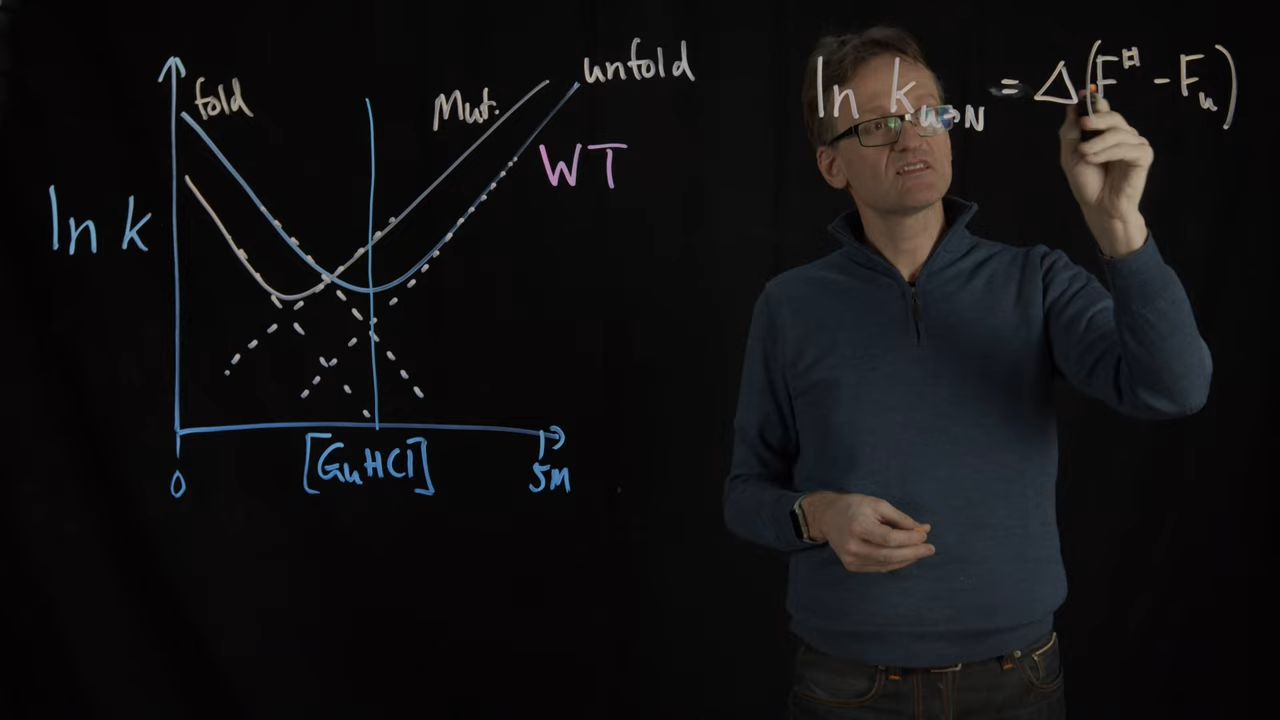 fold
Mut.
unfold
WT
ln k
0
[GuHCl]
5M
ln k u→N = Δ(F‡ - Fu)